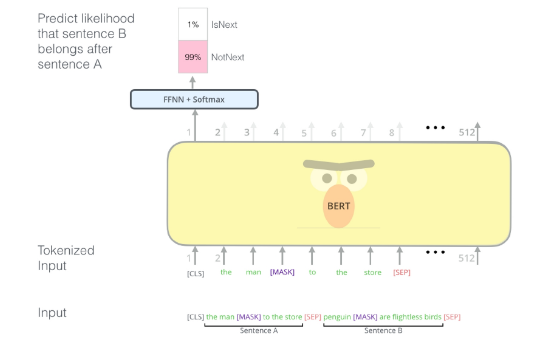 Predict likelihood
that sentence B
belongs after
sentence A
1% IsNext
99% NotNext
FFNN + Softmax
1 2 3 4 5 6 7 8 ••• 512
BERT
Tokenized
Input
1 2 ••• 512
[CLS] the man [MASK] to the store [SEP]
Input
[CLS] the man [MASK] to the store [SEP] penguin [MASK] are flightless birds [SEP]
Sentence A Sentence B